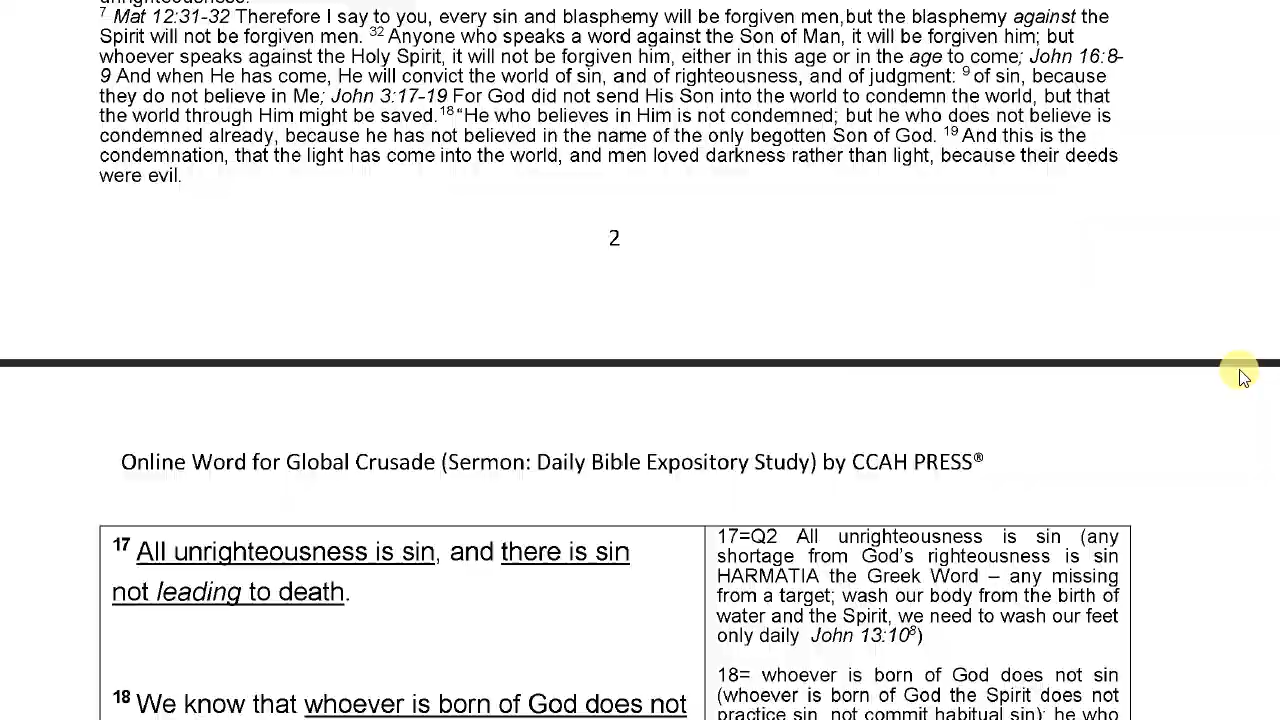 unrighteousness.
7 Mat 12:31-32 Therefore I say to you, every sin and blasphemy will be forgiven men,but the blasphemy against the
Spirit will not be forgiven men. 32 Anyone who speaks a word against the Son of Man, it will be forgiven him; but
whoever speaks against the Holy Spirit, it will not be forgiven him, either in this age or in the age to come; John 16:8-
9 And when He has come, He will convict the world of sin, and of righteousness, and of judgment: 9 of sin, because
they do not believe in Me; John 3:17-19 For God did not send His Son into the world to condemn the world, but that
the world through Him might be saved.18 "He who believes in Him is not condemned; but he who does not believe is
condemned already, because he has not believed in the name of the only begotten Son of God. 19 And this is the
condemnation, that the light has come into the world, and men loved darkness rather than light, because their deeds
were evil.
2
Online Word for Global Crusade (Sermon: Daily Bible Expository Study) by CCAH PRESS®
17 All unrighteousness is sin, and there is sin
not leading to death.
18 We know that whoever is born of God does not
17=Q2 All unrighteousness is sin (any
shortage from God's righteousness is sin
HARMATIA the Greek Word – any missing
from a target; wash our body from the birth of
water and the Spirit, we need to wash our feet
only daily John 13:108)
18= whoever is born of God does not sin
(whoever is born of God the Spirit does not
practice sin, not commit habitual sin); he who